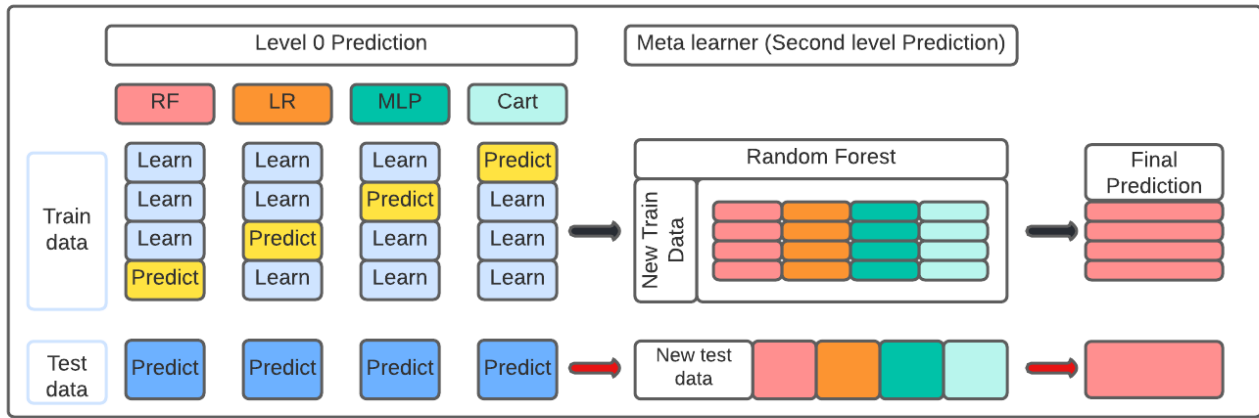 Level 0 Prediction
Meta learner (Second level Prediction)
RF
LR
MLP
Cart
Train
data
Learn
Learn
Learn
Predict
Learn
Learn
Predict
Learn
Learn
Predict
Learn
Learn
Predict
Learn
Learn
Learn
Random Forest
New Train
Data
Final
Prediction
Test
data
Predict
Predict
Predict
Predict
New test
data